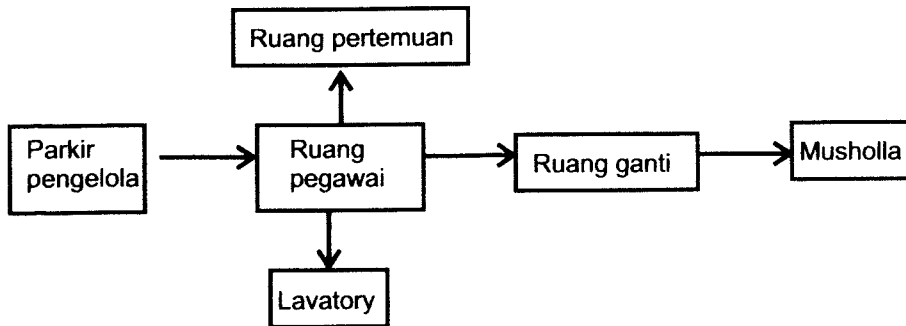 Ruang pertemuan
Parkir
pengelola
Ruang
pegawai
Ruang ganti
Musholla
Lavatory